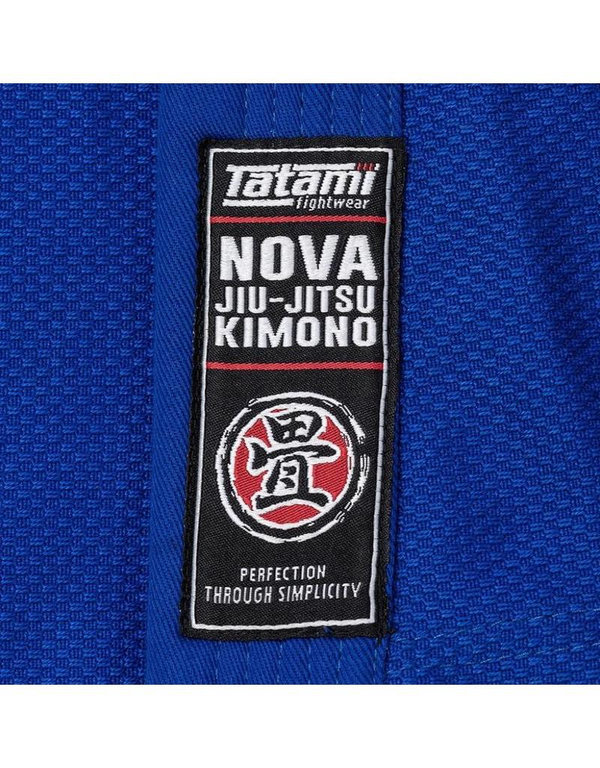 Tatami
fightwear
NOVA
JIU-JITSU
KIMONO
畳
PERFECTION
THROUGH SIMPLICITY